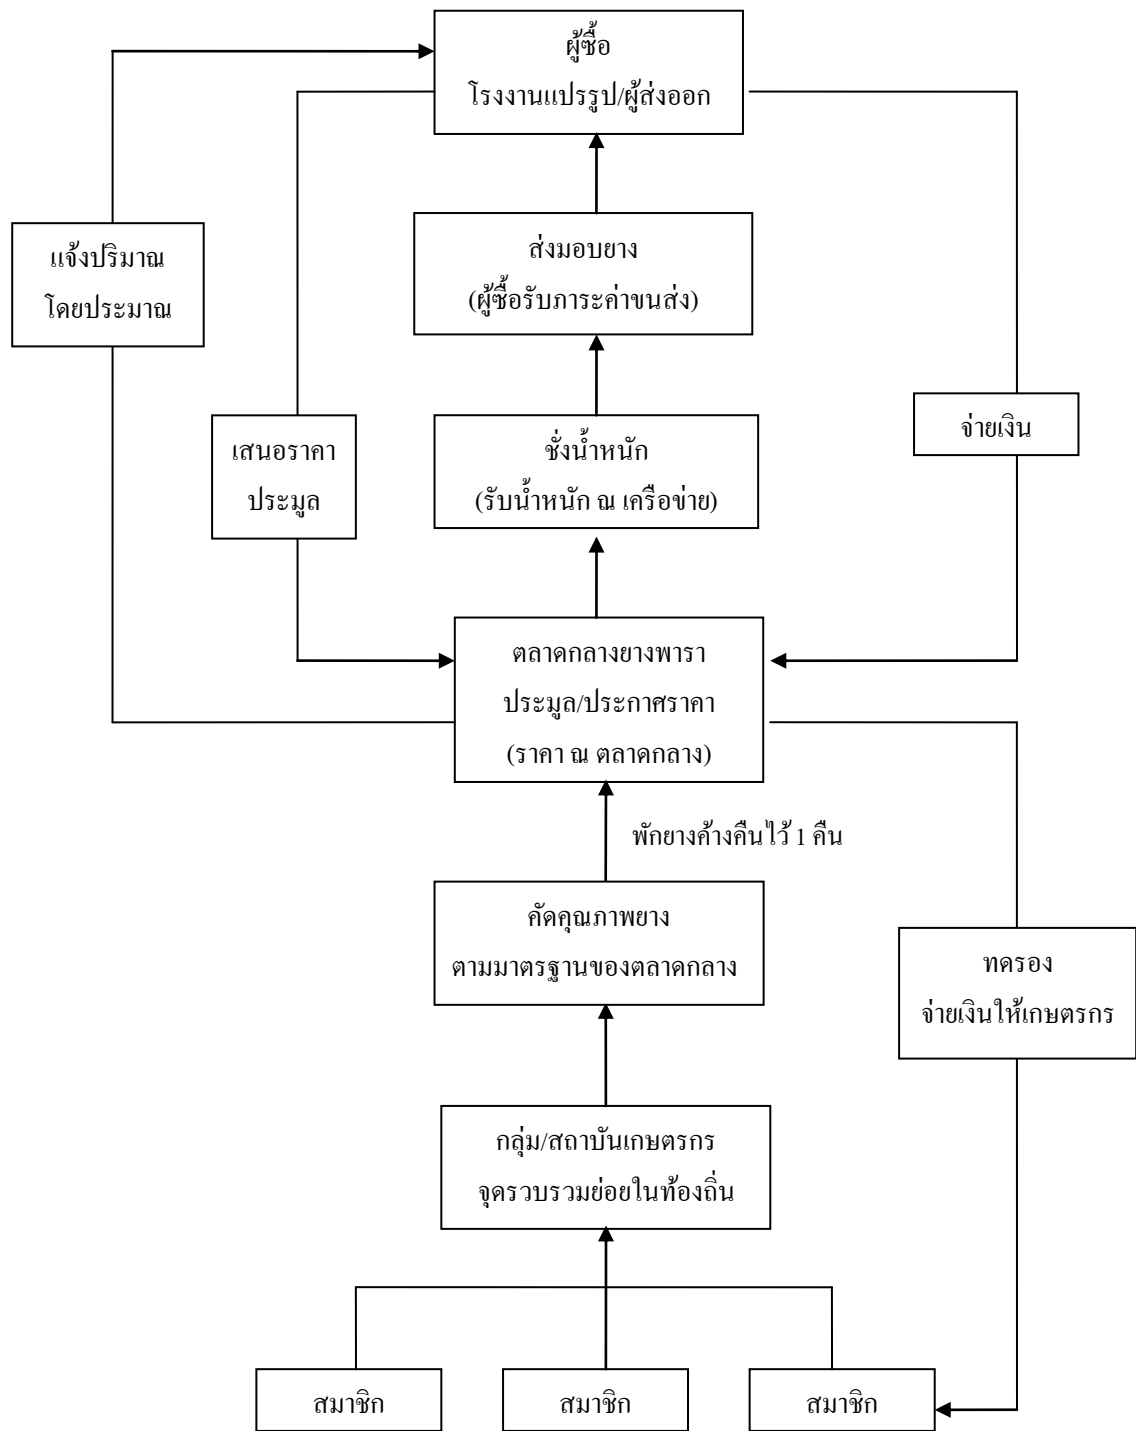 ผู้ซื้อ
โรงงานแปรรูป/ผู้ส่งออก
แจ้งปริมาณ
โดยประมาณ
ส่งมอบยาง
(ผู้ซื้อรับภาระค่าขนส่ง)
เสนอราคา
ประมูล
ชั่งน้ำหนัก
(รับน้ำหนัก ณ เครือข่าย)
จ่ายเงิน
ตลาดกลางยางพารา
ประมูล/ประกาศราคา
(ราคา ณ ตลาดกลาง)
พักยางค้างคืนไว้ 1 คืน
คัดคุณภาพยาง
ตามมาตรฐานของตลาดกลาง
ทดรอง
จ่ายเงินให้เกษตรกร
กลุ่ม/สถาบันเกษตรกร
จุดรวบรวมย่อยในท้องถิ่น
สมาชิก
สมาชิก
สมาชิก